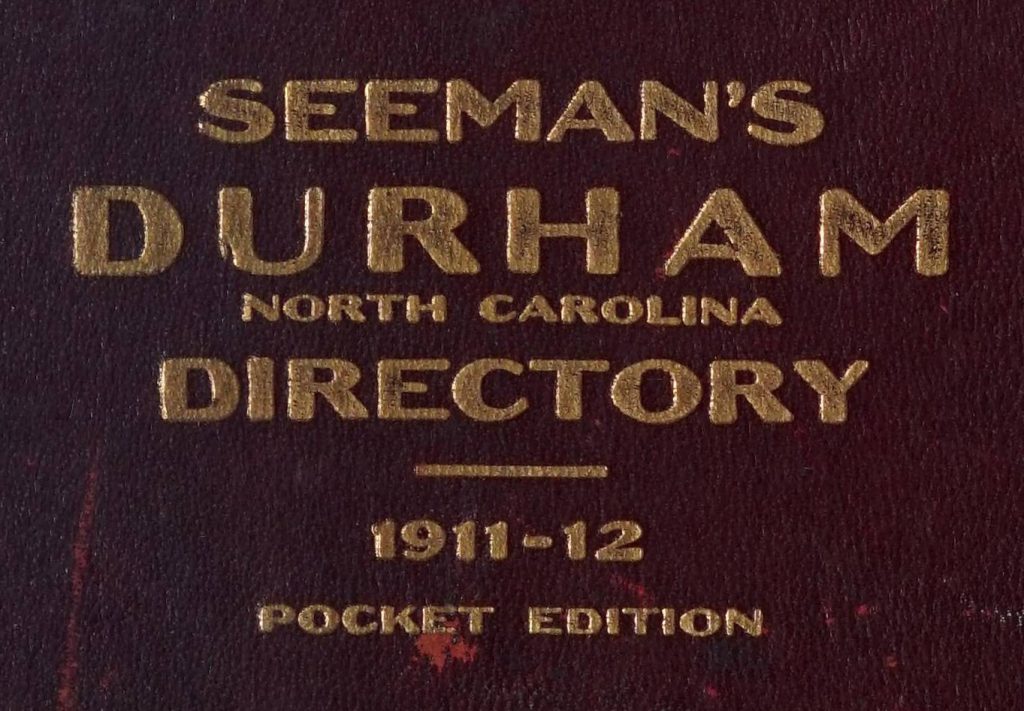 SEEMAN'S
DURHAM
NORTH CAROLINA
DIRECTORY
1911-12
POCKET EDITION